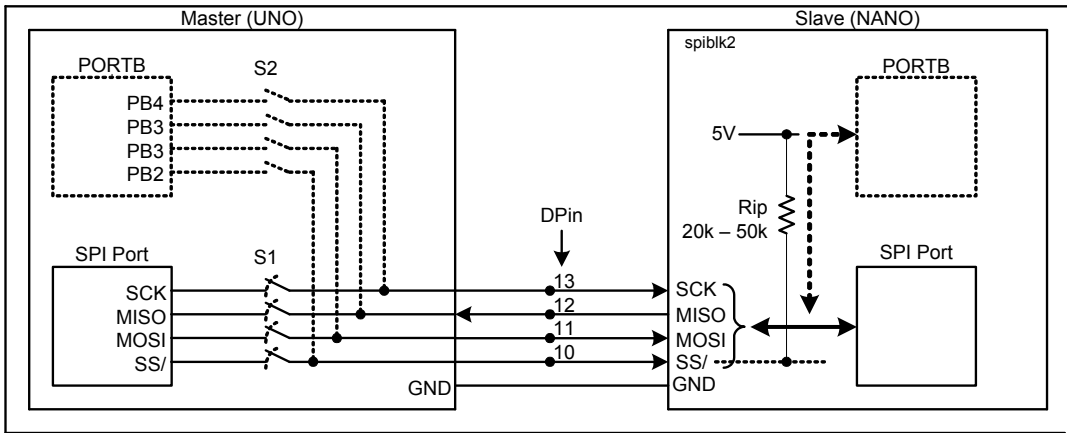 Master (UNO)
Slave (NANO)
spiblk2
PORTB
S2
PB4
PB3
PB3
PB2
PORTB
5V
Rip
20k – 50k
DPin
SPI Port
S1
SPI Port
SCK
MISO
MOSI
SS/
GND
13
12
11
10
SCK
MISO
MOSI
SS/
GND